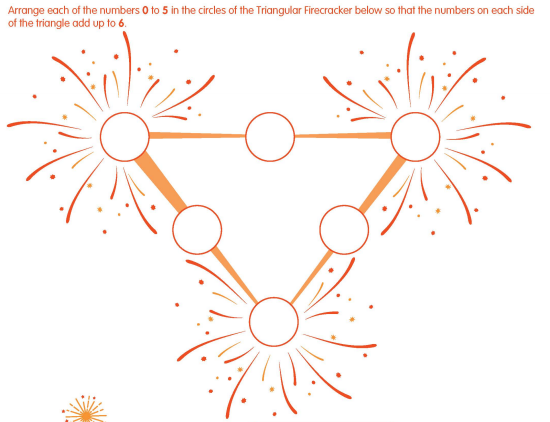 Arrange each of the numbers 0 to 5 in the circles of the Triangular Firecracker below so that the numbers on each side
of the triangle add up to 6.